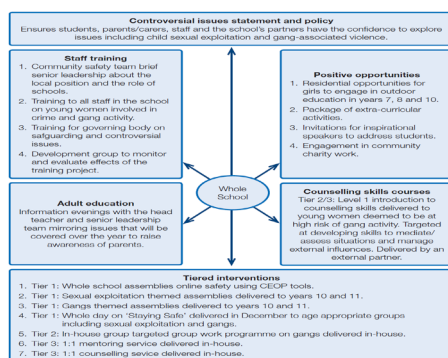 Controversial issues statement and policy
Ensures students, parents/carers, staff and the school's partners have the confidence to explore
issues including child sexual exploitation and gang-associated violence.
Staff training
1. Community safety team brief
senior leadership about the
local position and the role of
schools.
2. Training to all staff in the school
on young women involved in
crime and gang activity.
3. Training for governing body on
safguarding and controversial
issues.
4. Development group to monitor
and evaluate effects of the
training project.
Positive opportunities
1. Residential opportunities for
girls to engage in outdoor
education in years 7, 8 and 10.
2. Package of extra-curricular
activities.
3. Invitations for inspirational
speakers to address students.
4. Engagement in community
charity work.
Whole
School
Adult education
Information evenings with the head
teacher and senior leadership
team mirroring issues that will be
covered over the year to raise
awareness of parents.
Counselling skills courses
Tier 2/3: Level 1 introduction to
counselling skills delivered to
young women deemed to be at
high risk of gang activity. Targeted
at developing skills to mediate/
assess situations and manage
external influences. Delivered by an
external partner.
Tiered interventions
1. Tier 1: Whole school assemblies online safety using CEOP tools.
2. Tier 1: Sexual exploitation themed assemblies delivered to years 10 and 11.
3. Tier 1: Gangs themed assemblies delivered to years 10 and 11.
4. Tier 1: Whole day on 'Staying Safe' delivered in December to age appropriate groups
including sexual exploitation and gangs.
5. Tier 2: In-house group targeted group work programme on gangs delivered in-house.
6. Tier 3: 1:1 mentoring service delivered in-house.
7. Tier 3: 1:1 counselling service delivered in-house.